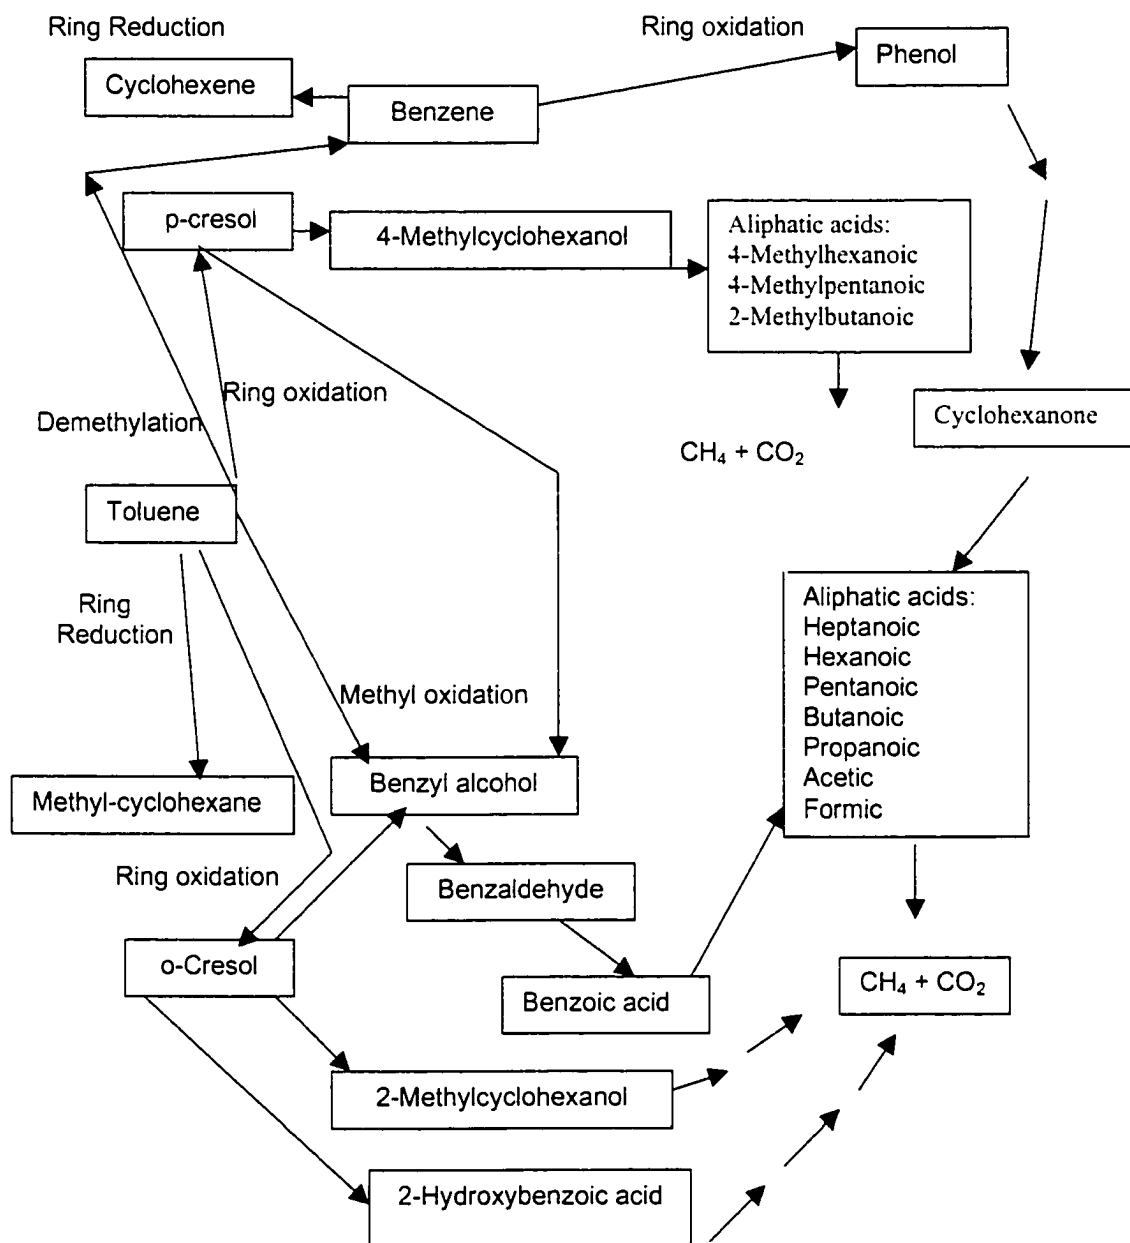 Ring Reduction
Ring oxidation
Phenol
Cyclohexene
Benzene
p-cresol
4-Methylcyclohexanol
Aliphatic acids:
4-Methylhexanoic
4-Methylpentanoic
2-Methylbutanoic
Ring oxidation
Demethylation
Cyclohexanone
CH₄ + CO₂
Toluene
Ring
Reduction
Aliphatic acids:
Heptanoic
Hexanoic
Pentanoic
Butanoic
Propanoic
Acetic
Formic
Methyl oxidation
Benzyl alcohol
Methyl-cyclohexane
Ring oxidation
Benzaldehyde
o-Cresol
Benzoic acid
CH₄ + CO₂
2-Methylcyclohexanol
2-Hydroxybenzoic acid